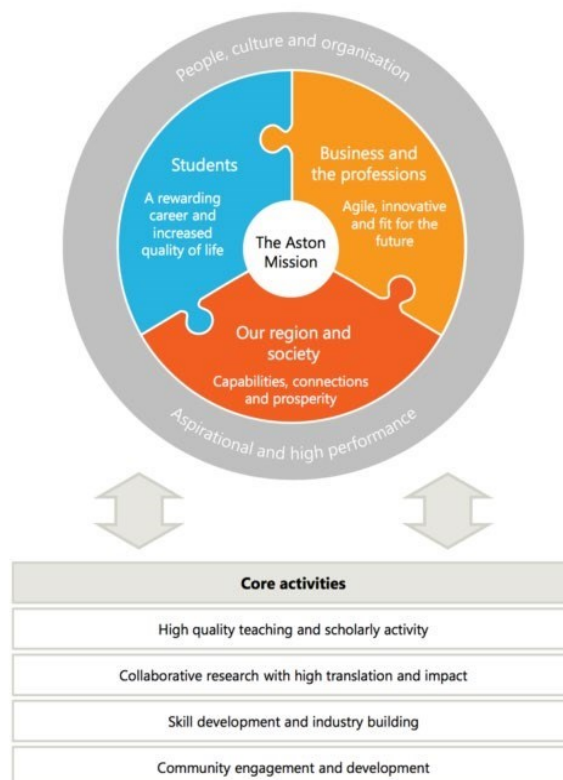 People, culture and organisation
Students
A rewarding
career and
increased
quality of life
Business and
the professions
Agile, innovative
and fit for the
future
The Aston
Mission
Our region and
society
Capabilities, connections
and prosperity
Aspirational and high performance
Core activities
High quality teaching and scholarly activity
Collaborative research with high translation and impact
Skill development and industry building
Community engagement and development